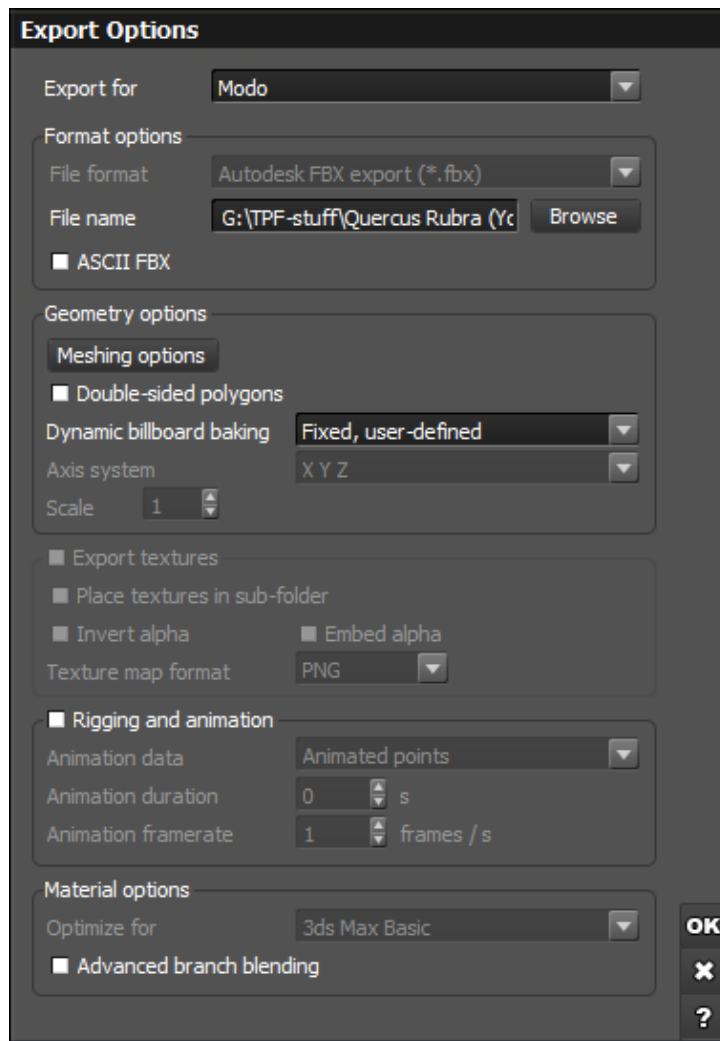 Export Options
Export for Modo
Format options
File format Autodesk FBX export (*.fbx)
File name G:\TPF-stuff\Quercus Rubra (Yo Browse
ASCII FBX
Geometry options
Meshing options
Double-sided polygons
Dynamic billboard baking Fixed, user-defined
Axis system X Y Z
Scale 1
Export textures
Place textures in sub-folder
Invert alpha Embed alpha
Texture map format PNG
Rigging and animation
Animation data Animated points
Animation duration 0 s
Animation framerate 1 frames / s
Material options
Optimize for 3ds Max Basic
OK
Advanced branch blending
?